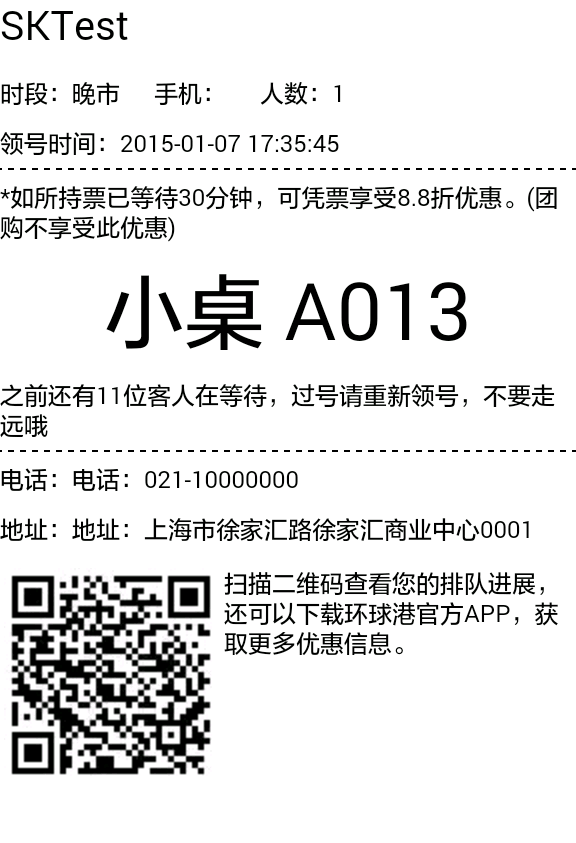 SKTest
时段：晚市 手机： 人数：1
领号时间：2015-01-07 17:35:45
*如所持票已等待30分钟，可凭票享受8.8折优惠。(团
购不享受此优惠)
小桌 A013
之前还有11位客人在等待，过号请重新领号，不要走
远哦
电话：电话：021-10000000
地址：地址：上海市徐家汇路徐家汇商业中心0001
扫描二维码查看您的排队进展，
还可以下载环球港官方APP，获
取更多优惠信息。